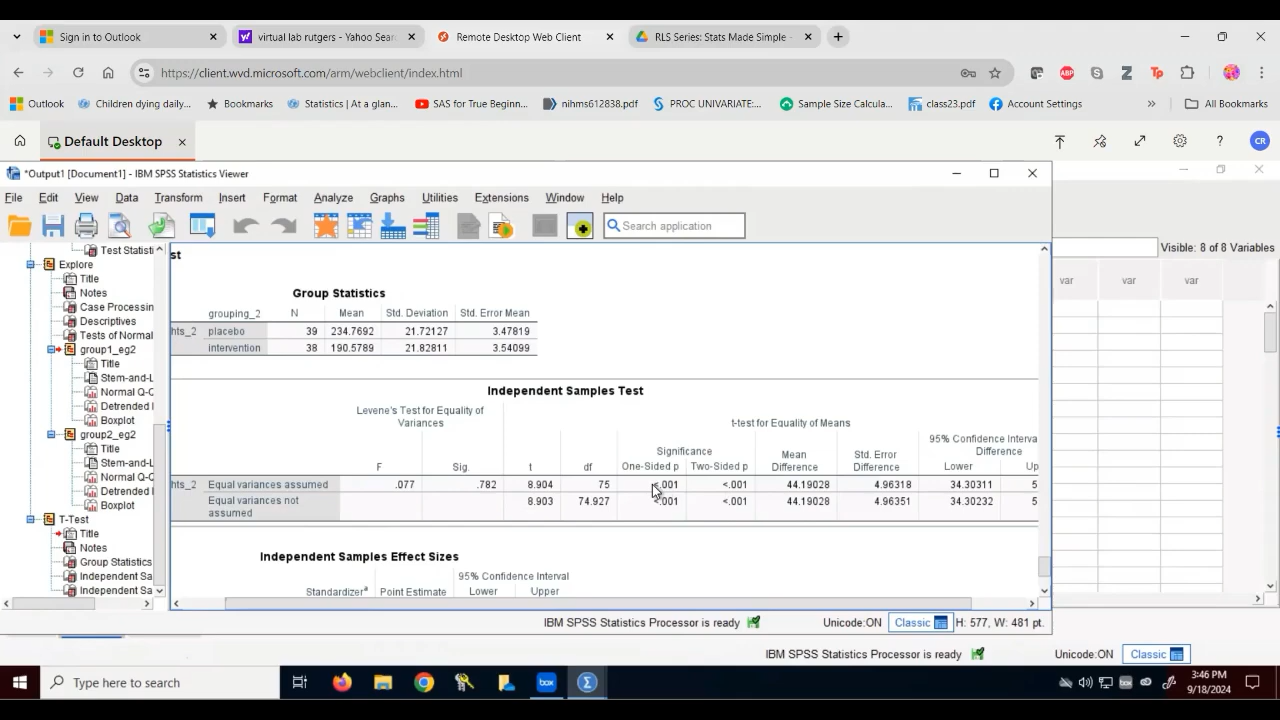 Sign in to Outlook
virtual lab rutgers - Yahoo Sear
Remote Desktop Web Client
RLS Series: Stats Made Simple -
https://client.wvd.microsoft.com/arm/webclient/index.html
ABP
Outlook Children dying daily... Bookmarks Statistics | At a glan... SAS for True Beginn... nihms618838.pdf PROC UNIVARIATE:... Sample Size Calcula... class23.pdf Account Settings » All Bookmarks
Default Desktop
CR
*Output1 [Document1] - IBM SPSS Statistics Viewer
File Edit View Data Transform Insert Format Analyze Graphs Utilities Extensions Window Help
Search application
Visible: 8 of 8 Variables
var var var
Test Statisti
Explore
Title
Notes
Case Processin
Descriptives
Tests of Normal
group1_eg2
Title
Stem-and-L
Normal Q-Q
Detrended I
Boxplot
group2_eg2
Title
Stem-and-L
Normal Q-Q
Detrended I
Boxplot
T-Test
Title
Notes
Group Statistics
Independent Sa
Independent Sa
st
Group Statistics
grouping_2 N Mean Std. Deviation Std. Error Mean
hts_2 placebo 39 234.7692 21.72127 3.47819
intervention 38 190.5789 21.82811 3.54099
Independent Samples Test
Levene's Test for Equality of
Variances
t-test for Equality of Means
Significance
Mean
Difference
Std. Error
Difference
95% Confidence Interva
Difference
F Sig. t df One-Sided p Two-Sided p Lower Up
hts_2 Equal variances assumed .077 .782 8.904 75 <.001 <.001 44.19028 4.96318 34.30311 5
Equal variances not
assumed
8.903 74.927 <.001 <.001 44.19028 4.96351 34.30232 5
Independent Samples Effect Sizes
95% Confidence Interval
Standardizerᵃ Point Estimate Lower Upper
IBM SPSS Statistics Processor is ready Unicode:ON Classic H: 577, W: 481 pt.
IBM SPSS Statistics Processor is ready Unicode:ON Classic
Type here to search
box
3:46 PM
9/18/2024